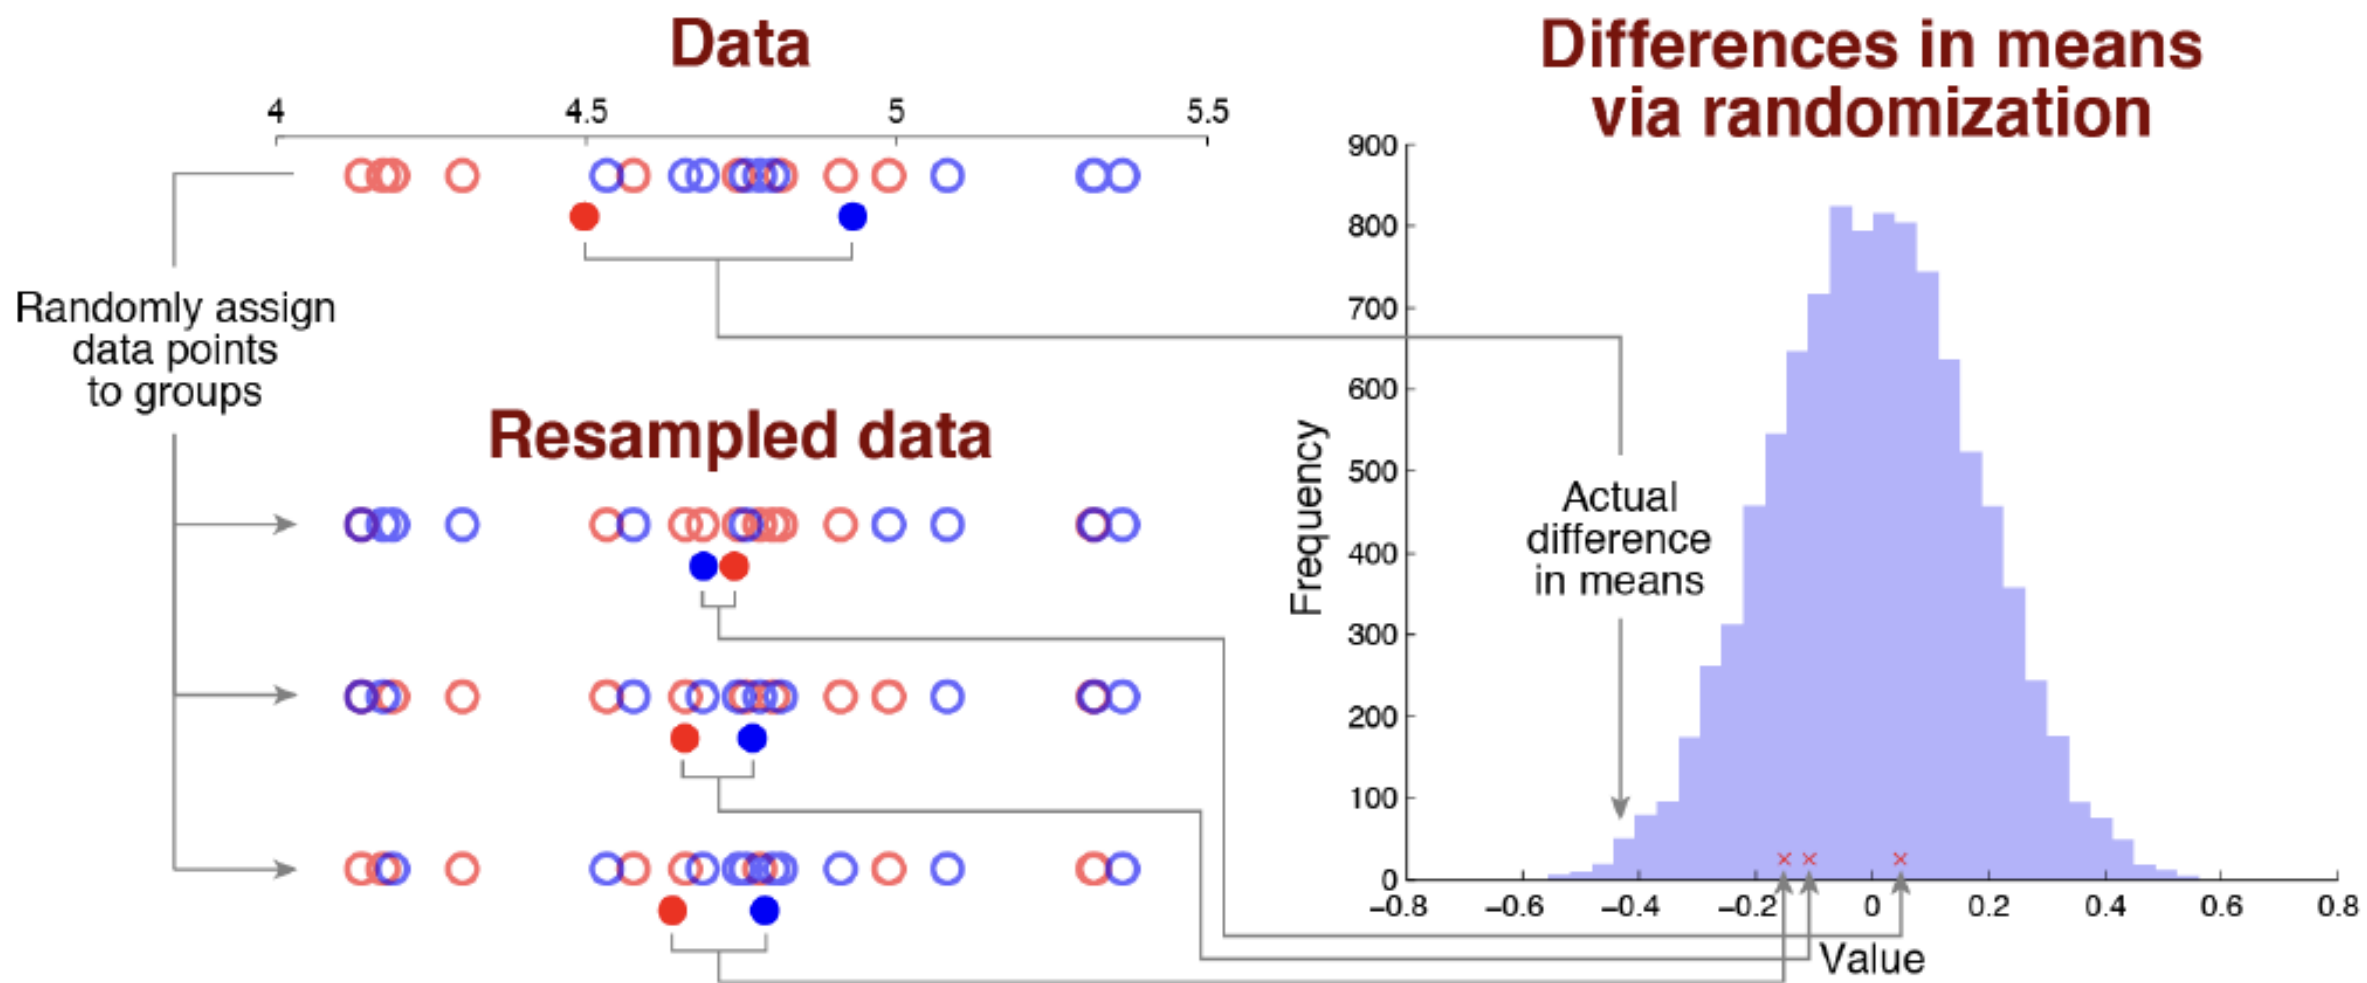 Data
4 4.5 5 5.5
Randomly assign
data points
to groups
Resampled data
Differences in means
via randomization
900
800
700
600
500
400
300
200
100
0
Frequency
Actual
difference
in means
−0.8 −0.6 −0.4 −0.2 0 0.2 0.4 0.6 0.8
Value